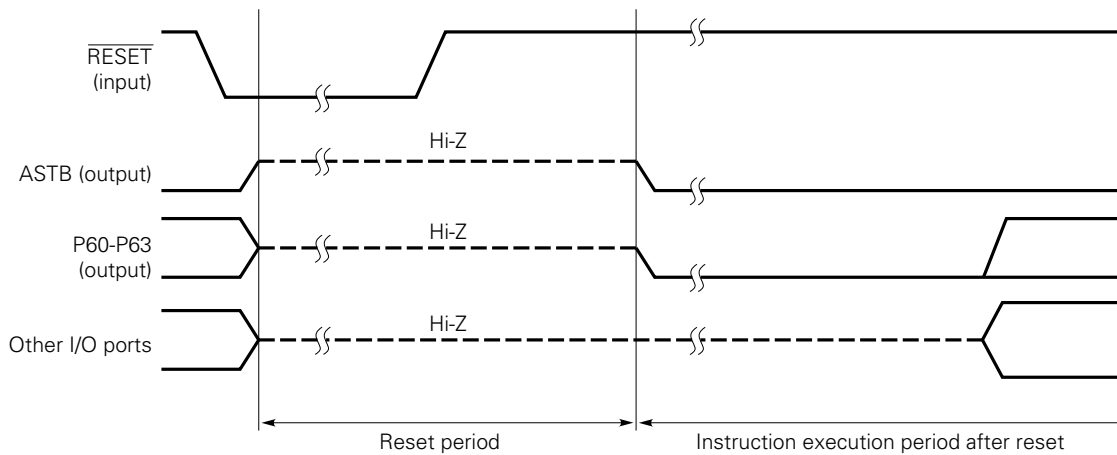 RESET
(input)
Hi-Z
ASTB (output)
Hi-Z
P60-P63
(output)
Hi-Z
Other I/O ports
Reset period
Instruction execution period after reset